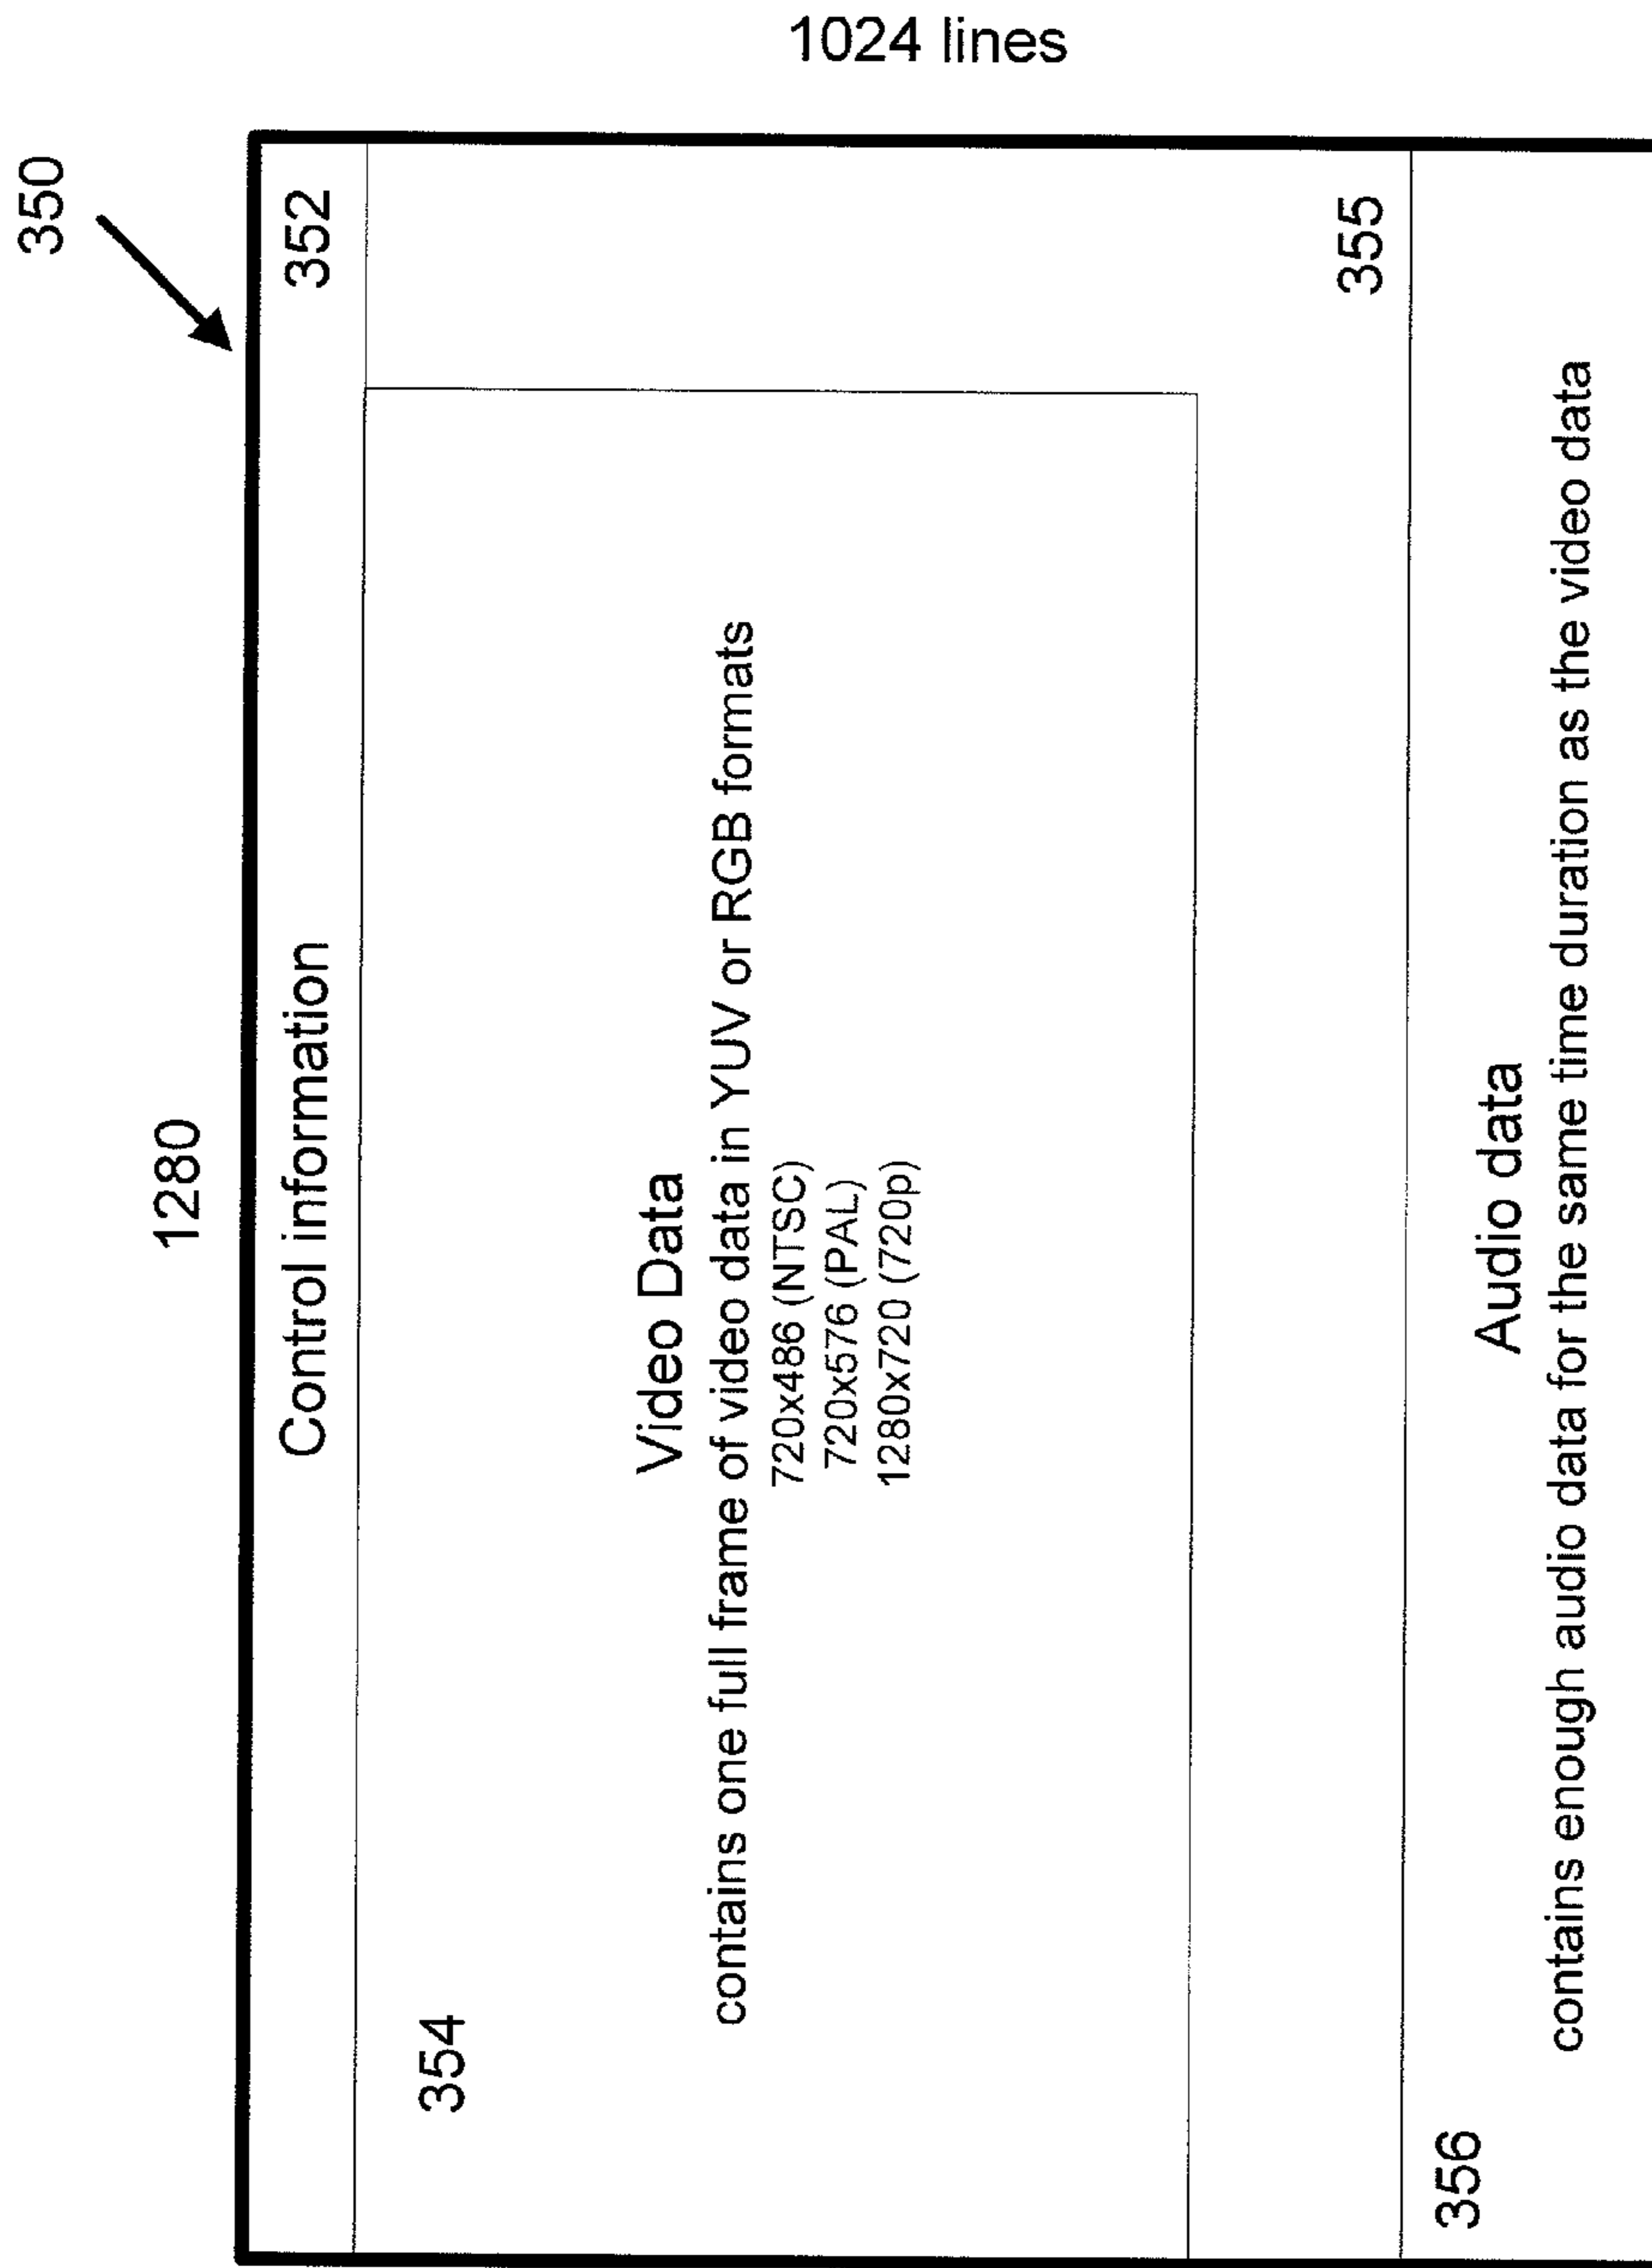 350
1280
1024 lines
Control information
352
354
Video Data
contains one full frame of video data in YUV or RGB formats
720x486 (NTSC)
720x576 (PAL)
1280x720 (720p)
355
356
Audio data
contains enough audio data for the same time duration as the video data